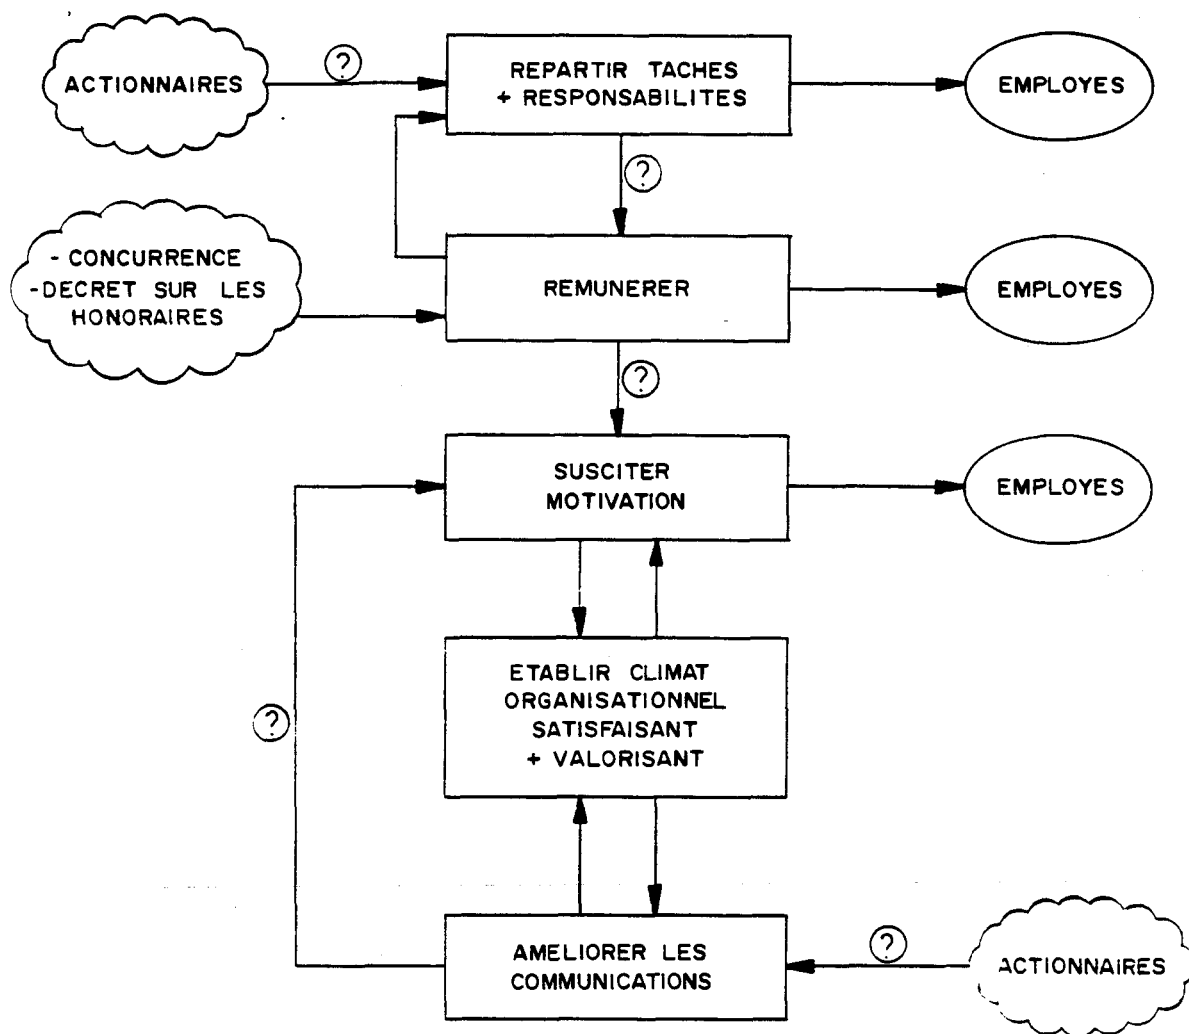 ACTIONNAIRES
?
REPARTIR TACHES
+ RESPONSABILITES
EMPLOYES
?
- CONCURRENCE
-DECRET SUR LES
HONORAIRES
REMUNERER
EMPLOYES
?
SUSCITER
MOTIVATION
EMPLOYES
?
ETABLIR CLIMAT
ORGANISATIONNEL
SATISFAISANT
+ VALORISANT
AMELIORER LES
COMMUNICATIONS
?
ACTIONNAIRES